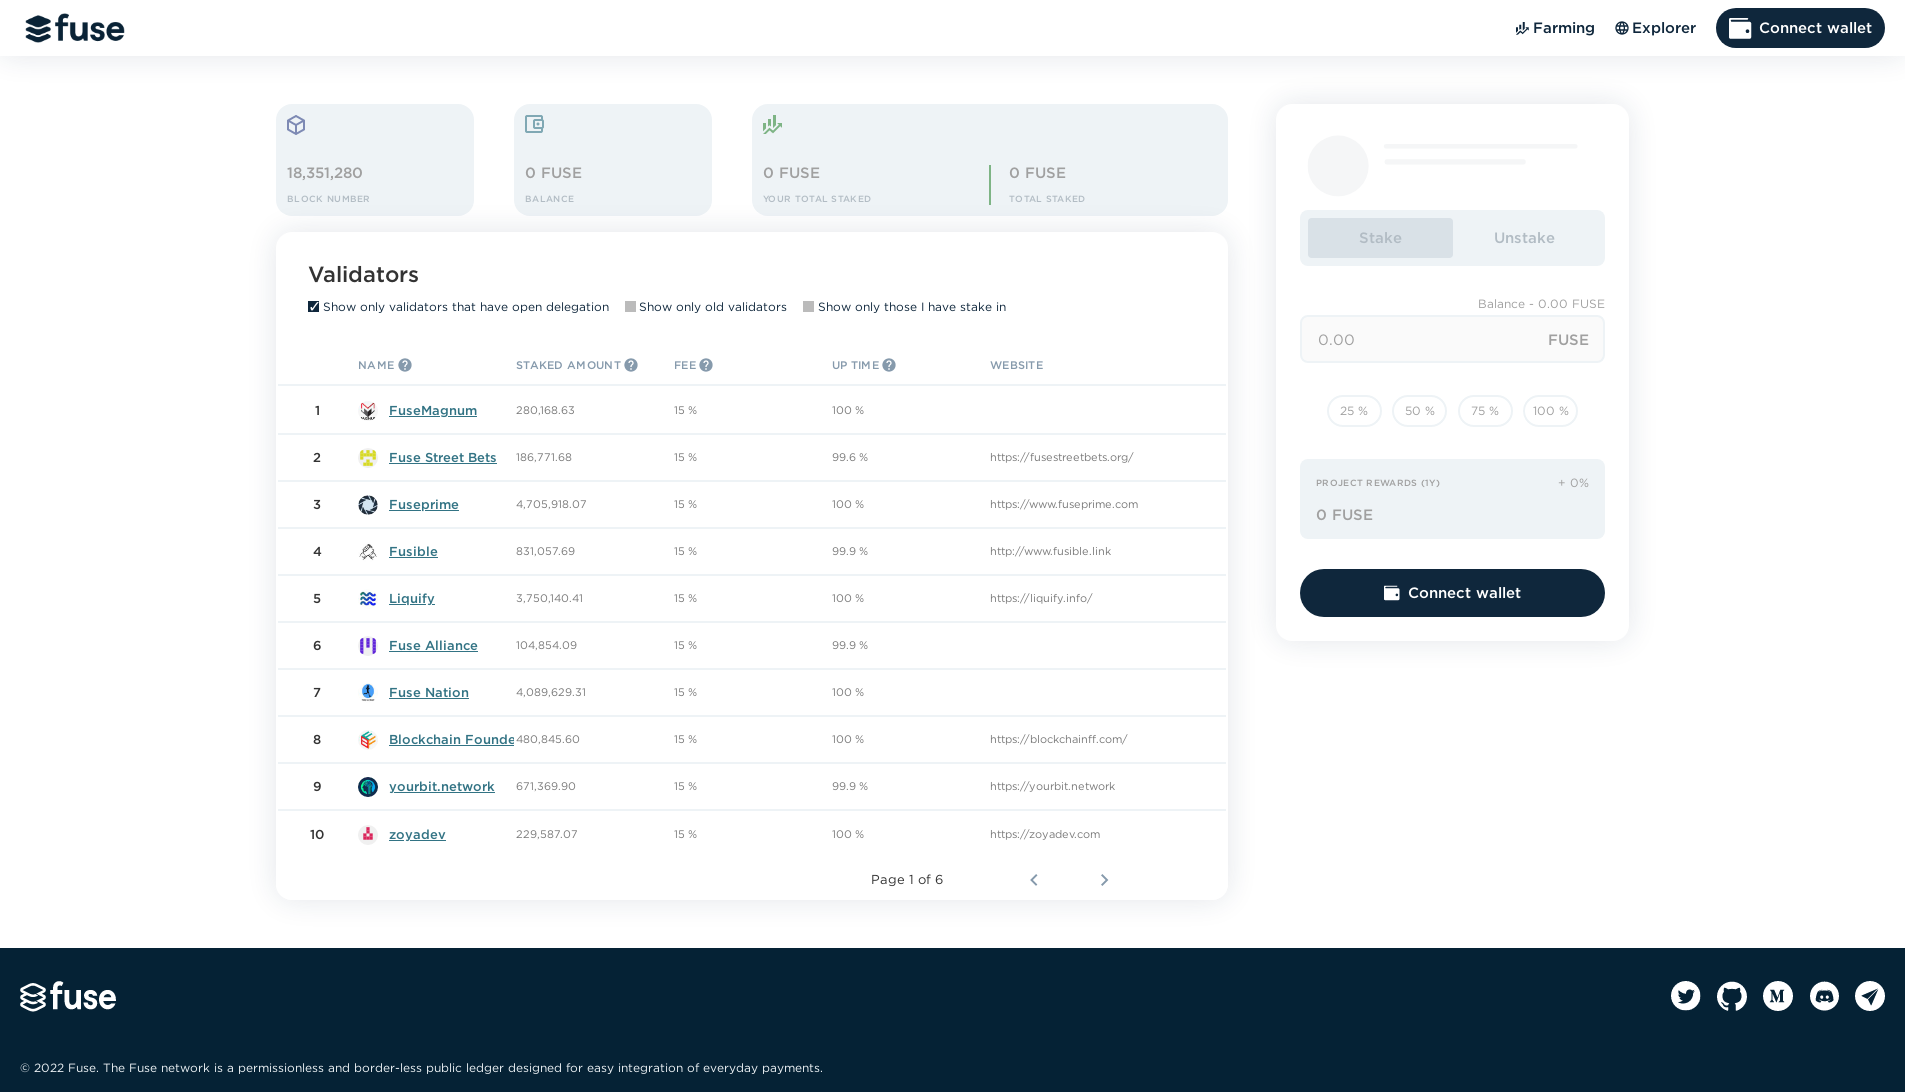 fuse
Farming
Explorer
Connect wallet
18,351,280
BLOCK NUMBER
0 FUSE
BALANCE
0 FUSE
YOUR TOTAL STAKED
0 FUSE
TOTAL STAKED
Validators
Show only validators that have open delegation
Show only old validators
Show only those I have stake in
NAME STAKED AMOUNT FEE UP TIME WEBSITE
1 FuseMagnum 280,168.63 15 % 100 %
2 Fuse Street Bets 186,771.68 15 % 99.6 % https://fusestreetbets.org/
3 Fuseprime 4,705,918.07 15 % 100 % https://www.fuseprime.com
4 Fusible 831,057.69 15 % 99.9 % http://www.fusible.link
5 Liquify 3,750,140.41 15 % 100 % https://liquify.info/
6 Fuse Alliance 104,854.09 15 % 99.9 %
7 Fuse Nation 4,089,629.31 15 % 100 %
8 Blockchain Founde 480,845.60 15 % 100 % https://blockchainff.com/
9 yourbit.network 671,369.90 15 % 99.9 % https://yourbit.network
10 zoyadev 229,587.07 15 % 100 % https://zoyadev.com
Page 1 of 6
Stake Unstake
Balance - 0.00 FUSE
0.00 FUSE
25 % 50 % 75 % 100 %
PROJECT REWARDS (1Y) + 0%
0 FUSE
Connect wallet
fuse
© 2022 Fuse. The Fuse network is a permissionless and border-less public ledger designed for easy integration of everyday payments.